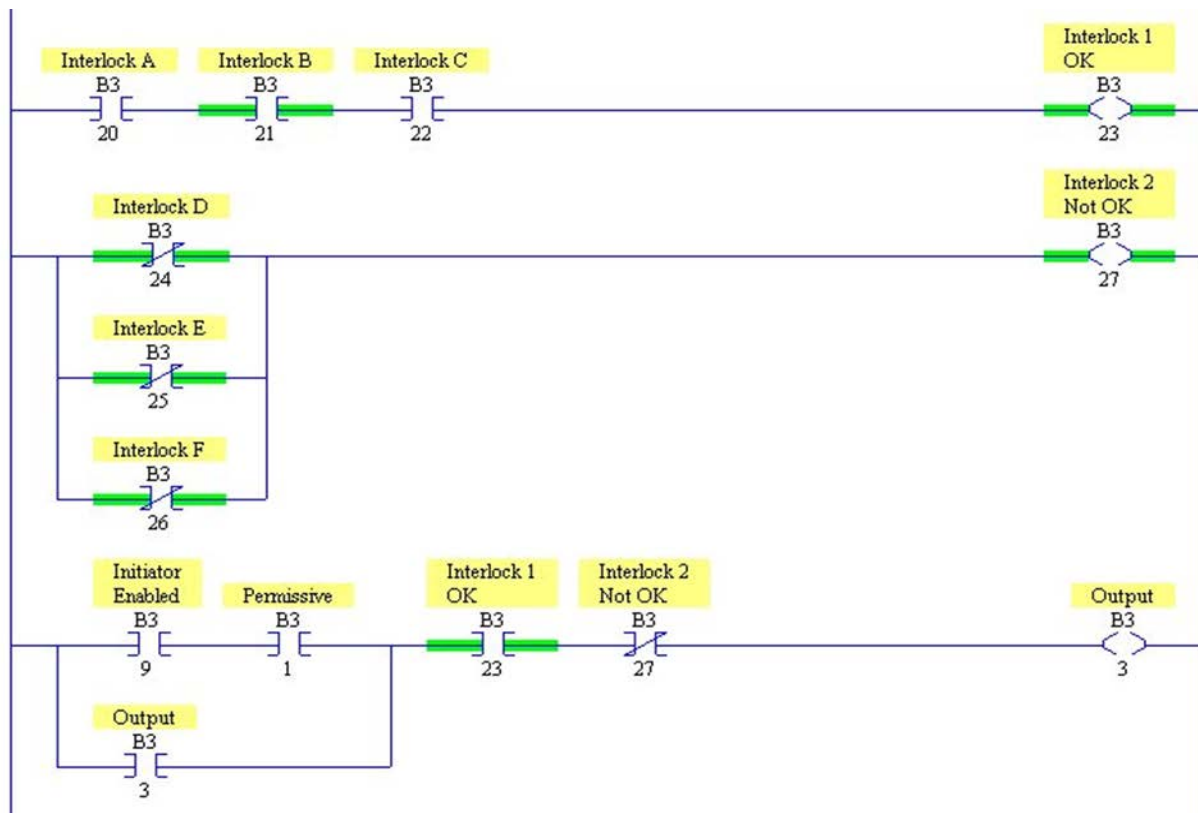 Interlock A Interlock B Interlock C
B3 B3 B3
20 21 22
Interlock 1
OK
B3
23
Interlock D
B3
24
Interlock 2
Not OK
B3
27
Interlock E
B3
25
Interlock F
B3
26
Initiator
Enabled
B3
9
Permissive
B3
1
Interlock 1
OK
B3
23
Interlock 2
Not OK
B3
27
Output
B3
3
Output
B3
3